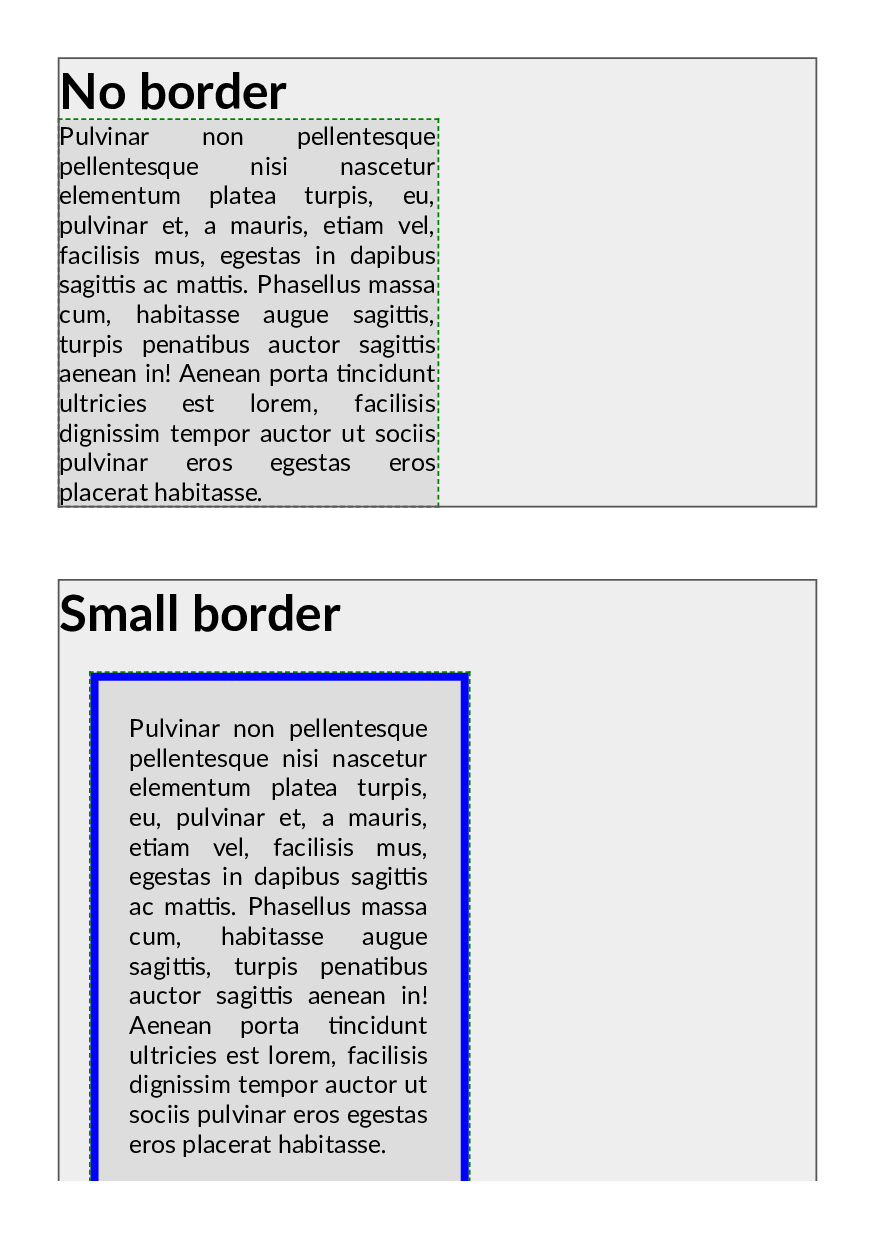 No border
Pulvinar non pellentesque
pellentesque nisi nascetur
elementum platea turpis, eu,
pulvinar et, a mauris, etiam vel,
facilisis mus, egestas in dapibus
sagittis ac mattis. Phasellus massa
cum, habitasse augue sagittis,
turpis penatibus auctor sagittis
aenean in! Aenean porta tincidunt
ultricies est lorem, facilisis
dignissim tempor auctor ut sociis
pulvinar eros egestas eros
placerat habitasse.
Small border
Pulvinar non pellentesque
pellentesque nisi nascetur
elementum platea turpis,
eu, pulvinar et, a mauris,
etiam vel, facilisis mus,
egestas in dapibus sagittis
ac mattis. Phasellus massa
cum, habitasse augue
sagittis, turpis penatibus
auctor sagittis aenean in!
Aenean porta tincidunt
ultricies est lorem, facilisis
dignissim tempor auctor ut
sociis pulvinar eros egestas
eros placerat habitasse.